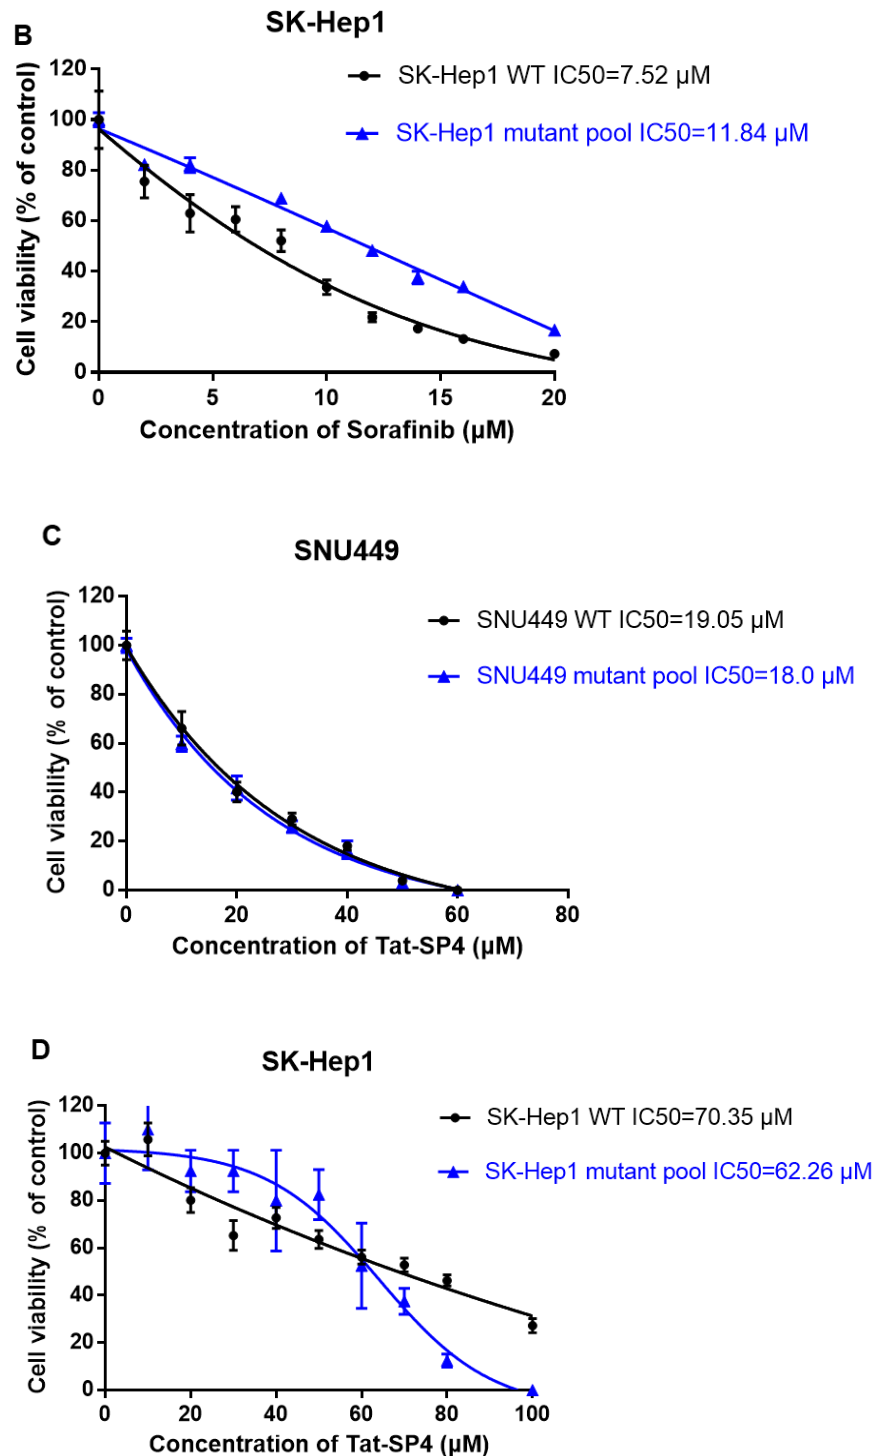 B
SK-Hep1
SK-Hep1 WT IC50=7.52 µM
SK-Hep1 mutant pool IC50=11.84 µM
Cell viability (% of control)
120
100
80
60
40
20
0
0 5 10 15 20
Concentration of Sorafinib (µM)
C
SNU449
SNU449 WT IC50=19.05 µM
SNU449 mutant pool IC50=18.0 µM
Cell viability (% of control)
120
100
80
60
40
20
0
0 20 40 60 80
Concentration of Tat-SP4 (µM)
D
SK-Hep1
SK-Hep1 WT IC50=70.35 µM
SK-Hep1 mutant pool IC50=62.26 µM
Cell viability (% of control)
120
100
80
60
40
20
0
0 20 40 60 80 100
Concentration of Tat-SP4 (µM)